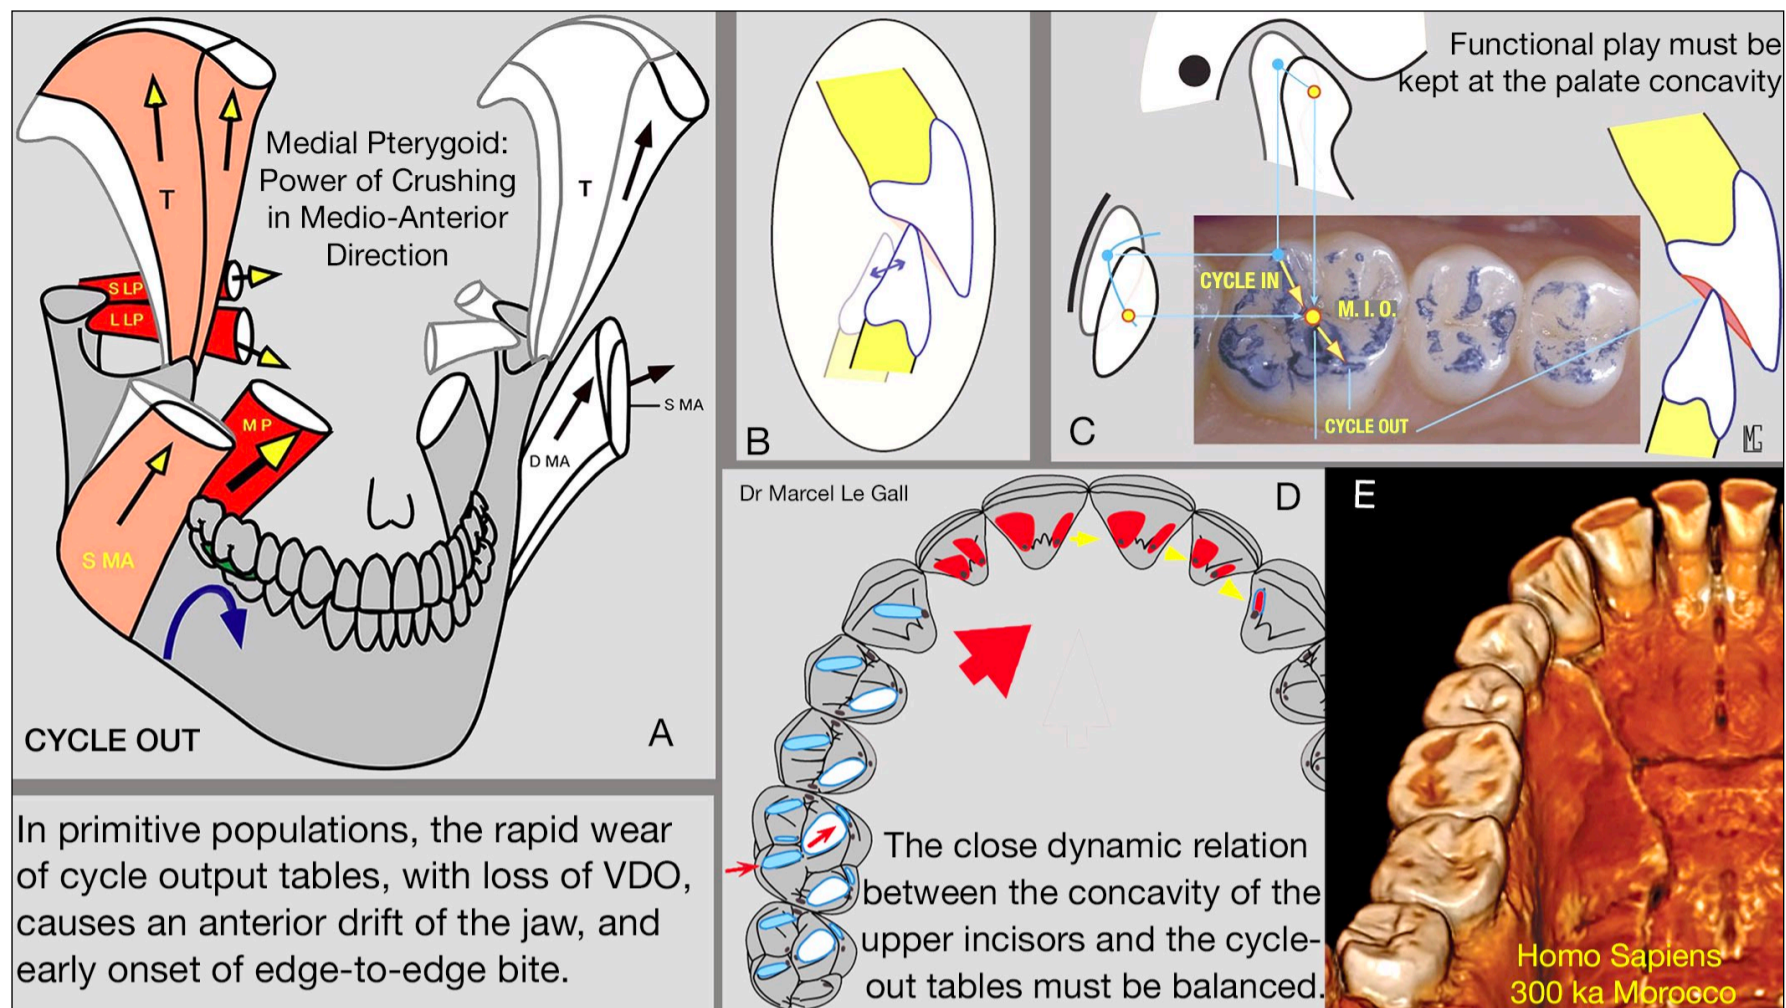 Medial Pterygoid:
Power of Crushing
in Medio-Anterior
Direction
T
T
S LP
L LP
M P
S MA
D MA
S MA
CYCLE OUT
A
B
Functional play must be
kept at the palate concavity
CYCLE IN
M. I. O.
CYCLE OUT
C
LMG
Dr Marcel Le Gall
D
The close dynamic relation
between the concavity of the
upper incisors and the cycle-
out tables must be balanced.
E
Homo Sapiens
300 ka Morocco
In primitive populations, the rapid wear
of cycle output tables, with loss of VDO,
causes an anterior drift of the jaw, and
early onset of edge-to-edge bite.